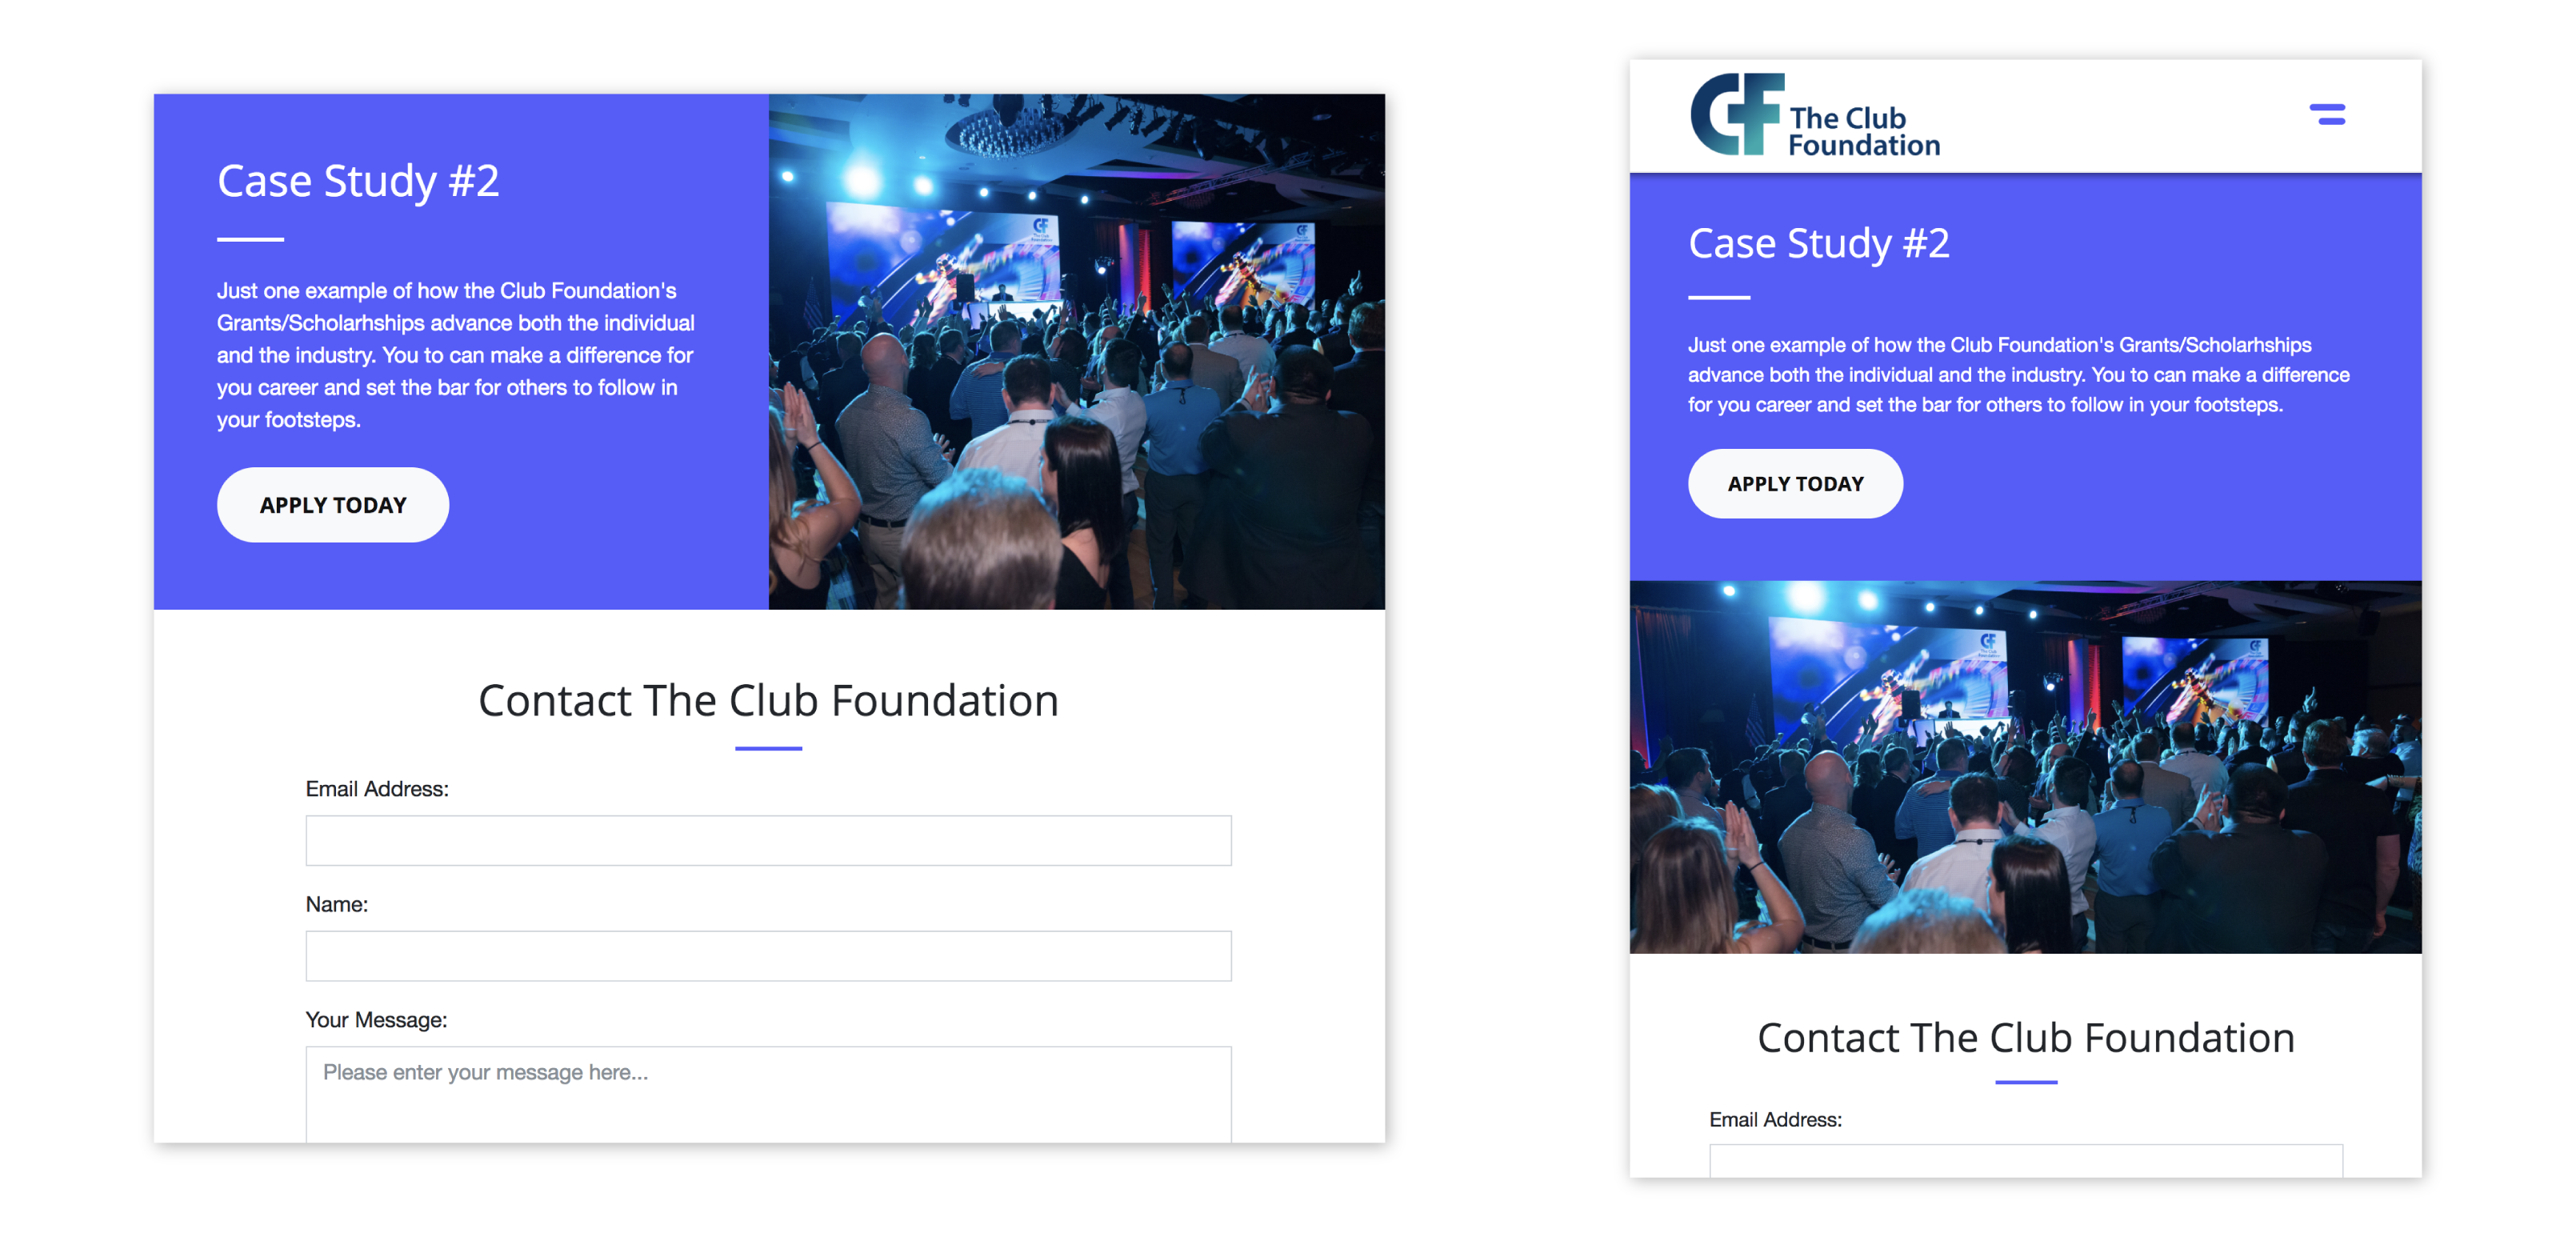 Case Study #2
Just one example of how the Club Foundation's
Grants/Scholarhships advance both the individual
and the industry. You to can make a difference for
you career and set the bar for others to follow in
your footsteps.
APPLY TODAY
CF
CF
Contact The Club Foundation
Email Address:
Name:
Your Message:
Please enter your message here...
CF The Club
Foundation
Case Study #2
Just one example of how the Club Foundation's Grants/Scholarhships
advance both the individual and the industry. You to can make a difference
for you career and set the bar for others to follow in your footsteps.
APPLY TODAY
CF
CF
Contact The Club Foundation
Email Address: